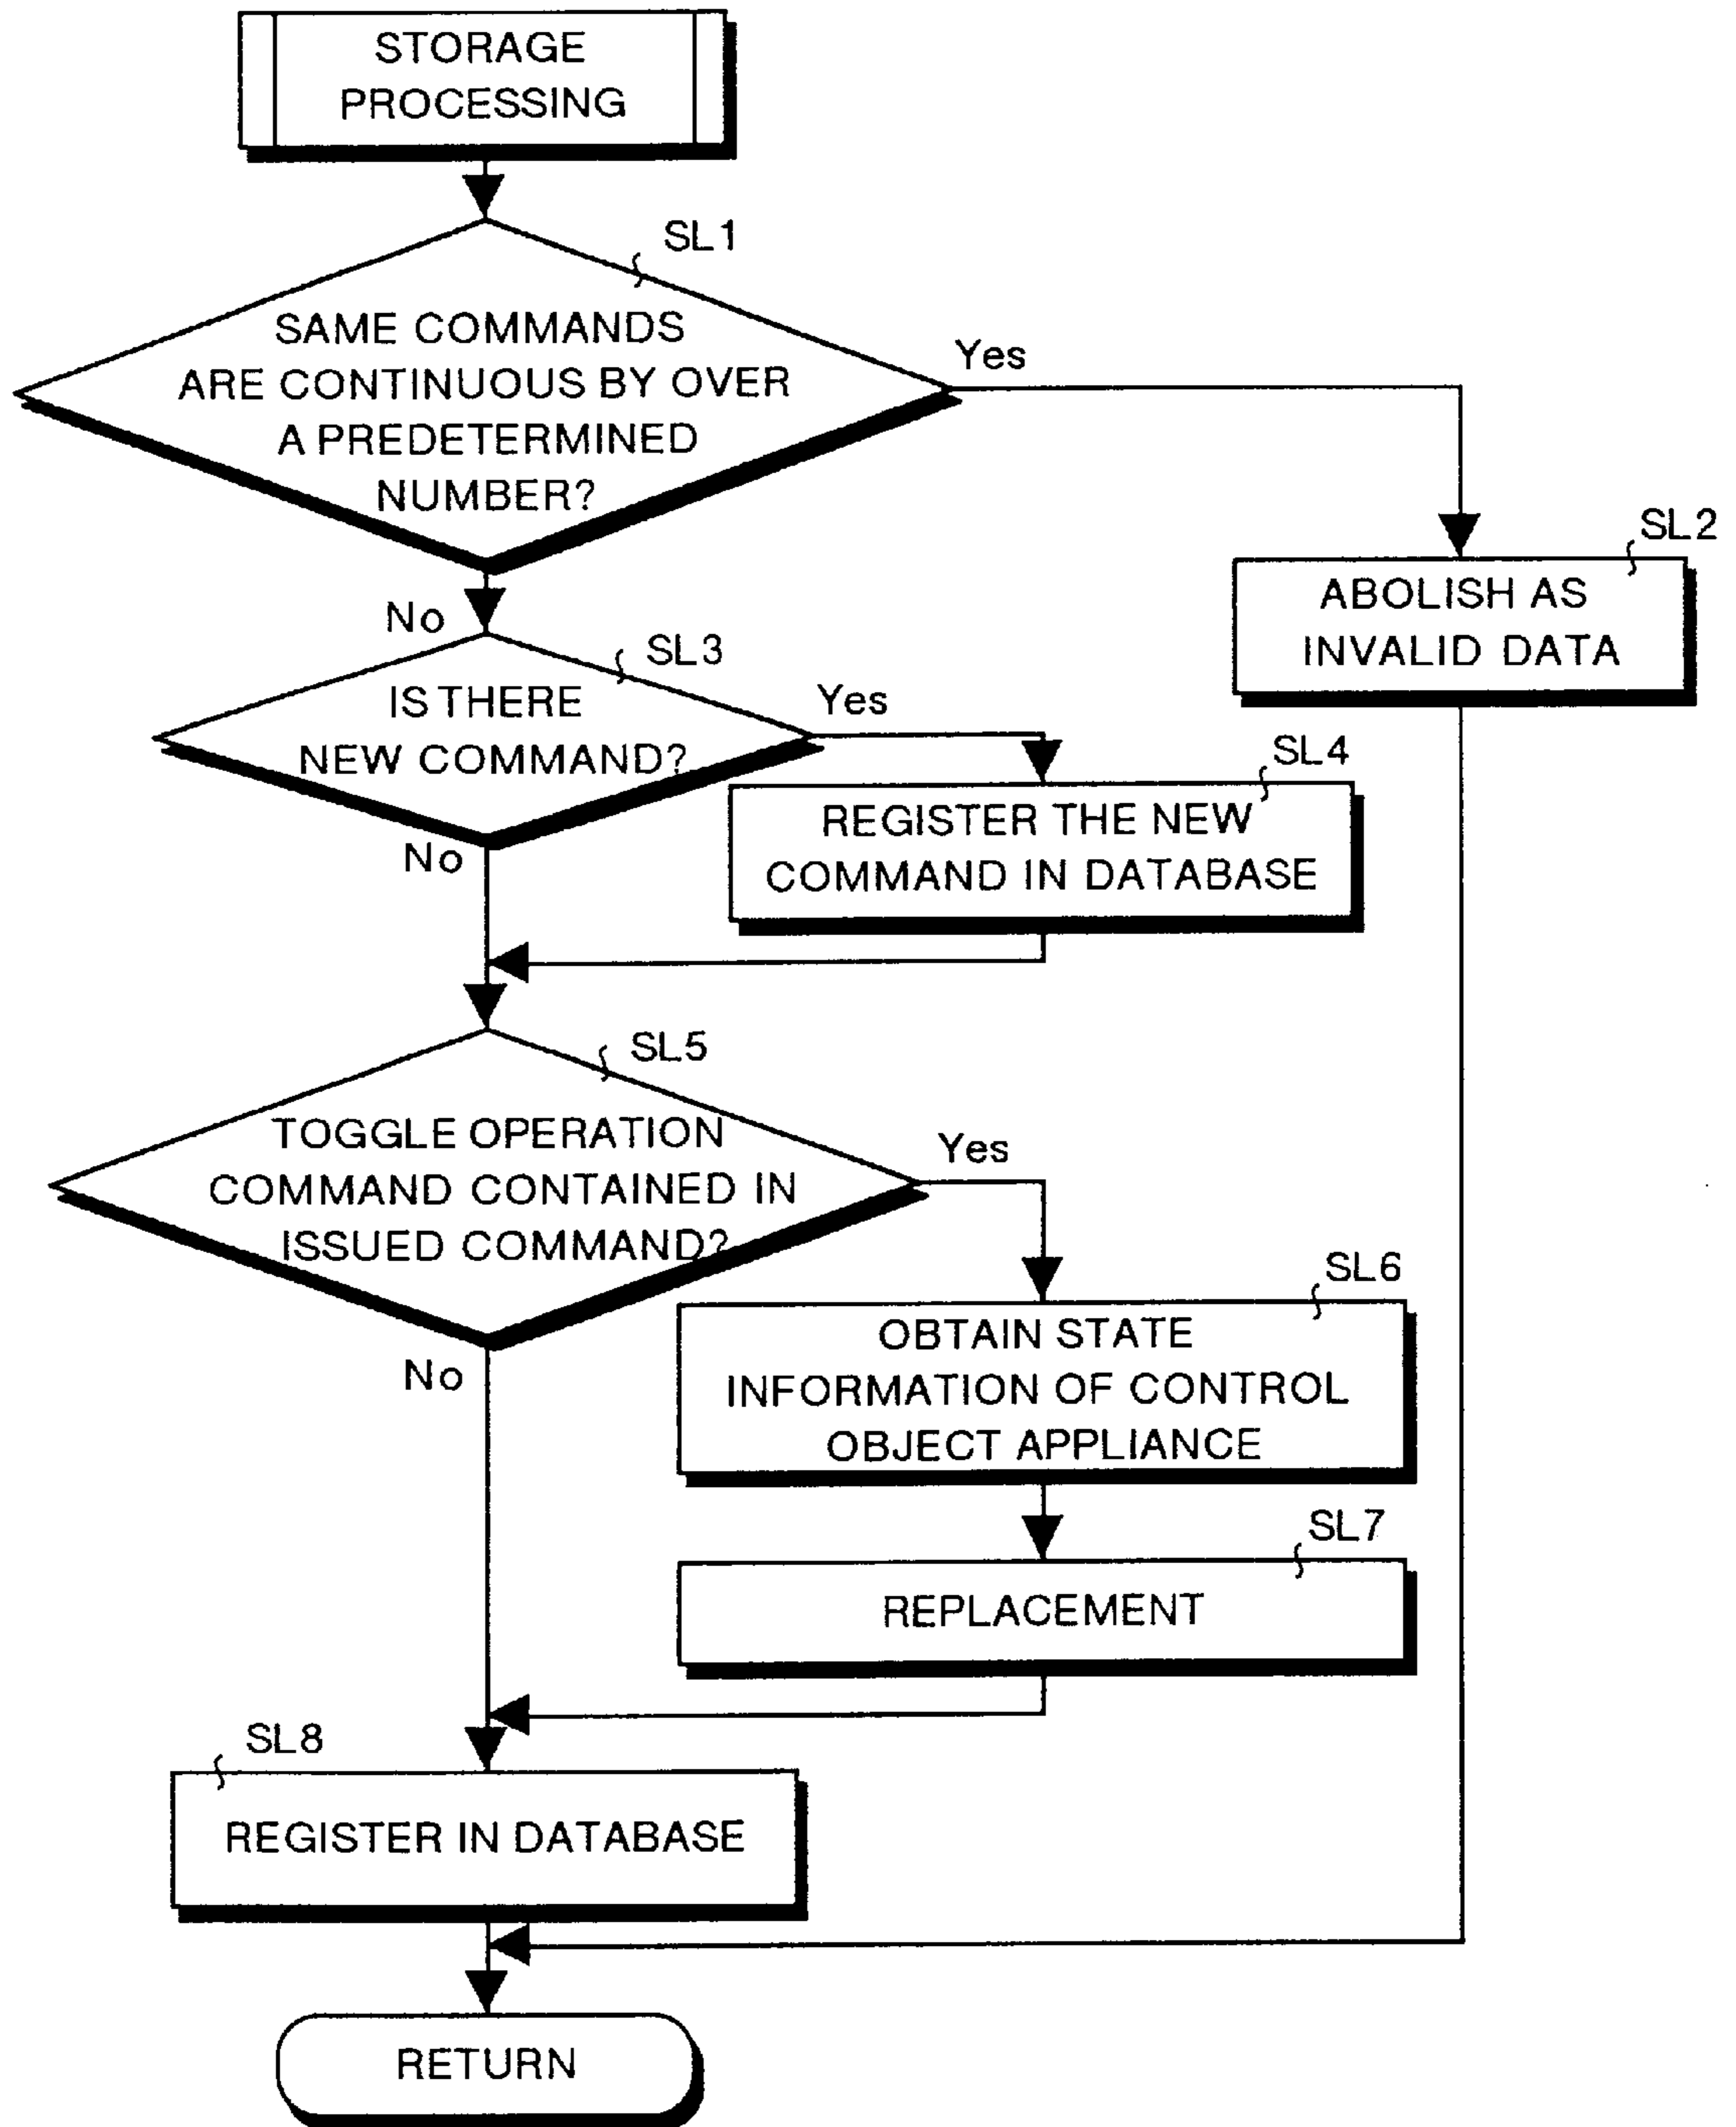 STORAGE
PROCESSING
SL1
SAME COMMANDS
ARE CONTINUOUS BY OVER
A PREDETERMINED
NUMBER?
Yes
No
SL2
ABOLISH AS
INVALID DATA
SL3
IS THERE
NEW COMMAND?
Yes
No
SL4
REGISTER THE NEW
COMMAND IN DATABASE
SL5
TOGGLE OPERATION
COMMAND CONTAINED IN
ISSUED COMMAND?
Yes
No
SL6
OBTAIN STATE
INFORMATION OF CONTROL
OBJECT APPLIANCE
SL7
REPLACEMENT
SL8
REGISTER IN DATABASE
RETURN